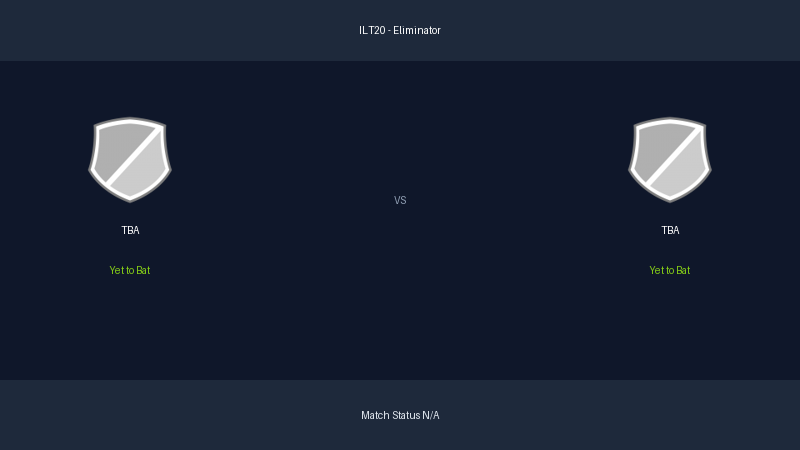 ILT20 - Eliminator
VS
TBA
TBA
Yet to Bat
Yet to Bat
Match Status N/A